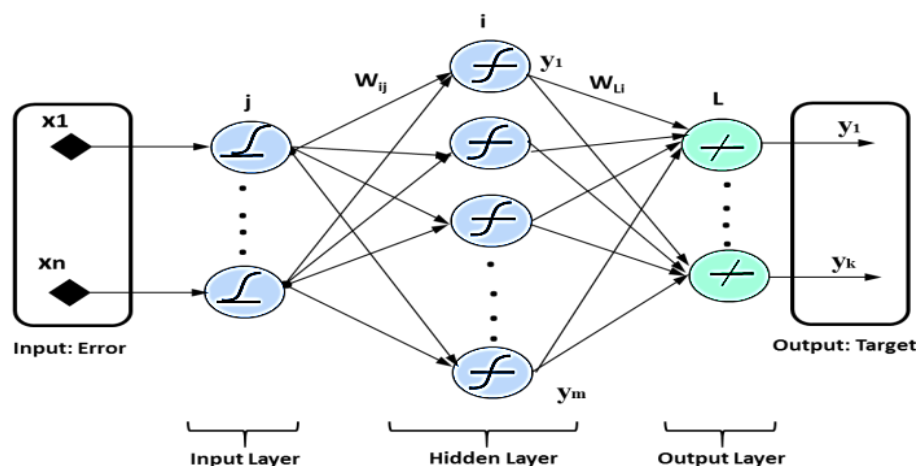 i
y1
Wij
WLi
j
L
x1
y1
xn
yk
Input: Error
Output: Target
ym
Input Layer
Hidden Layer
Output Layer